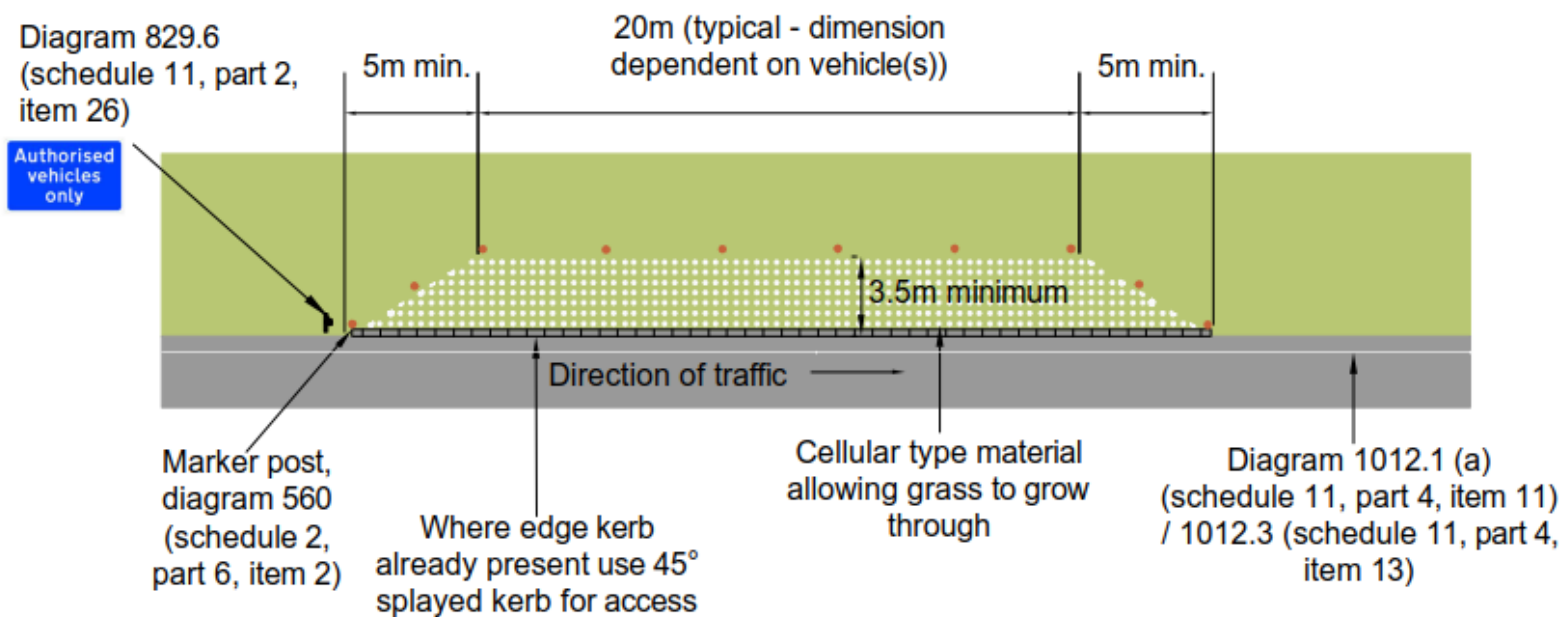 Diagram 829.6
(schedule 11, part 2,
item 26)
Authorised
vehicles
only
5m min.
20m (typical - dimension
dependent on vehicle(s))
5m min.
3.5m minimum
Direction of traffic
Marker post,
diagram 560
(schedule 2,
part 6, item 2)
Where edge kerb
already present use 45°
splayed kerb for access
Cellular type material
allowing grass to grow
through
Diagram 1012.1 (a)
(schedule 11, part 4, item 11)
/ 1012.3 (schedule 11, part 4,
item 13)